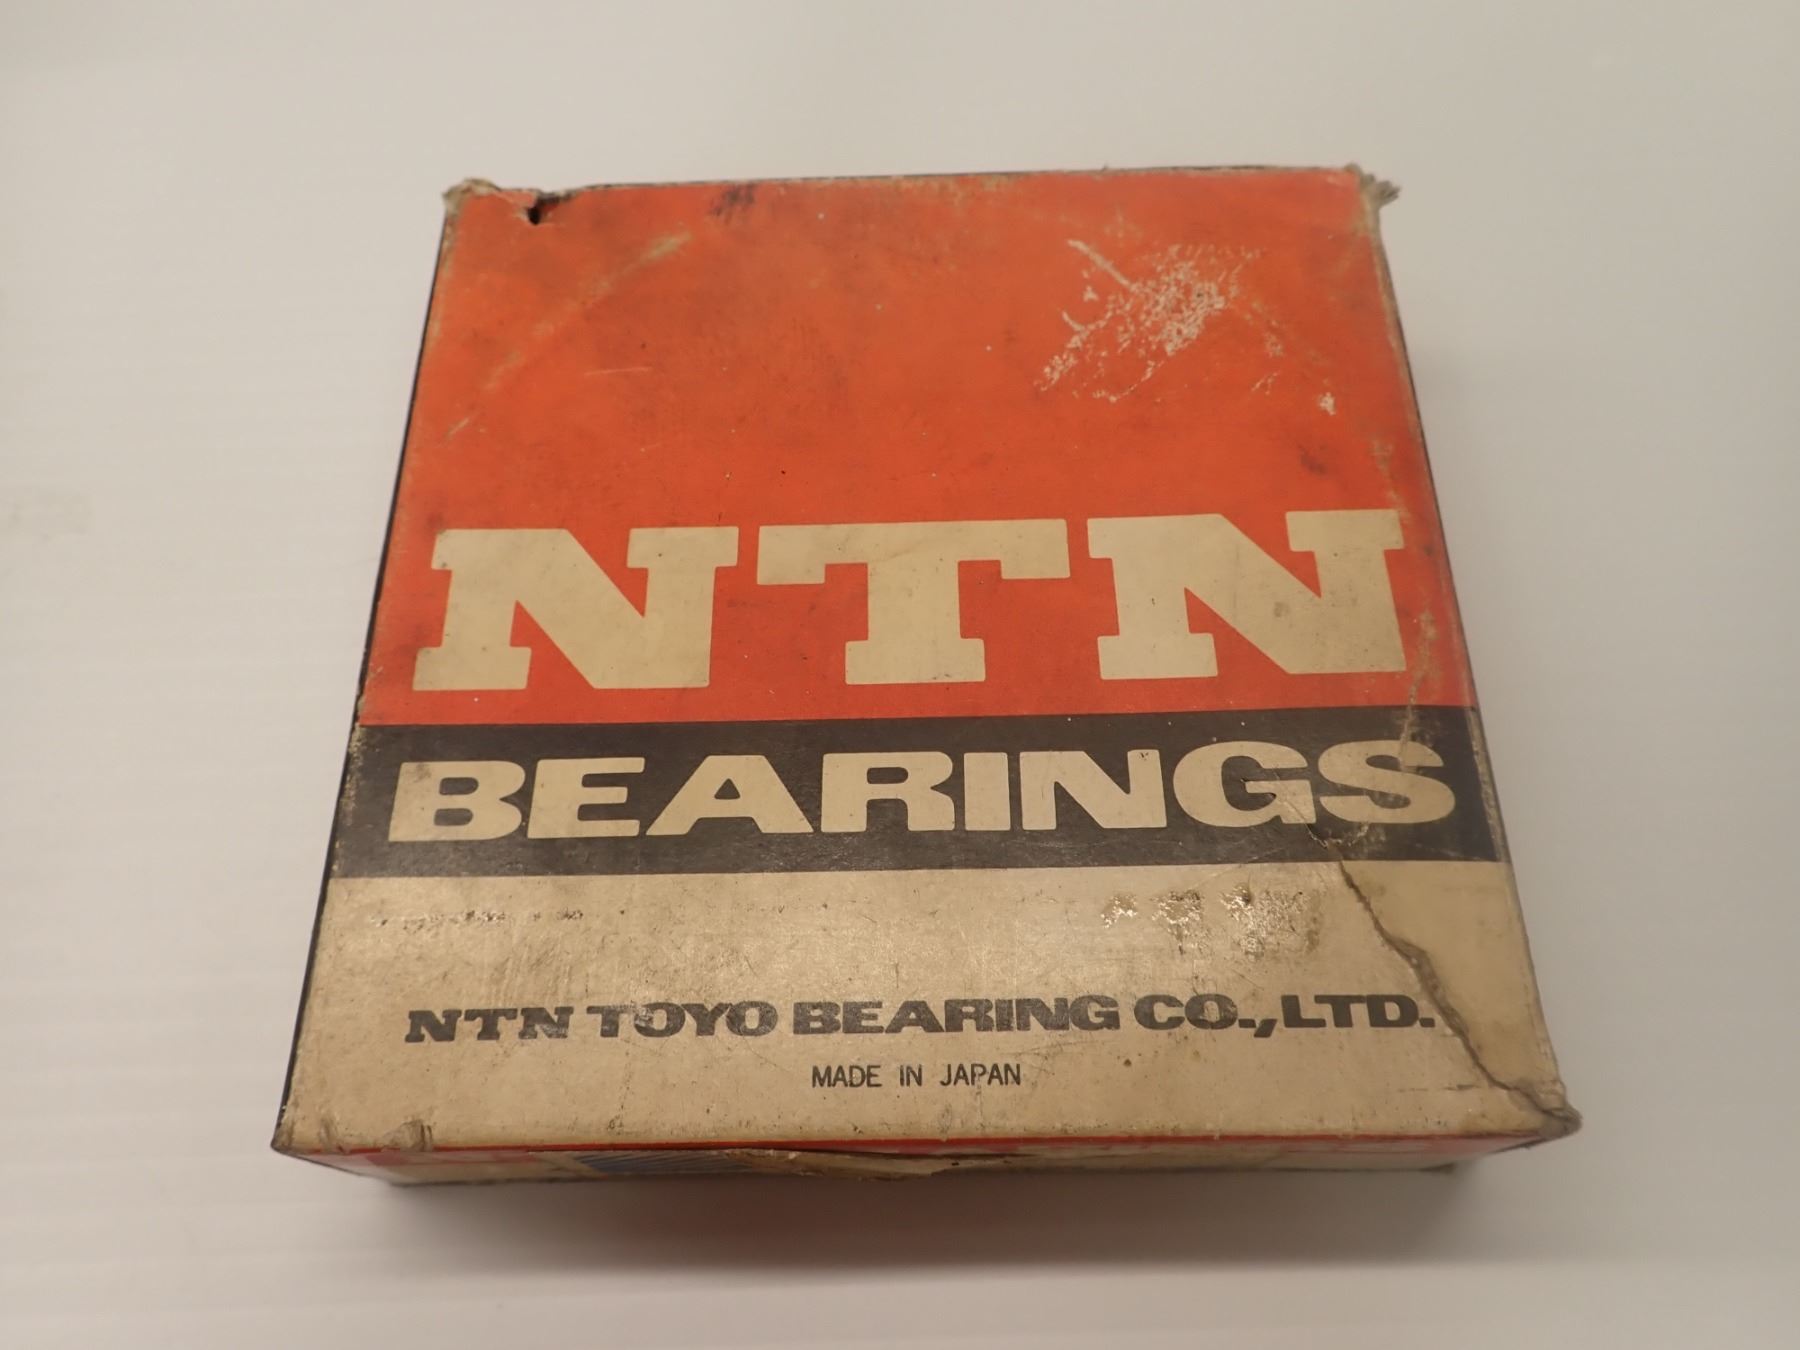 NTN
BEARINGS
NTN TOYO BEARING CO., LTD.
MADE IN JAPAN